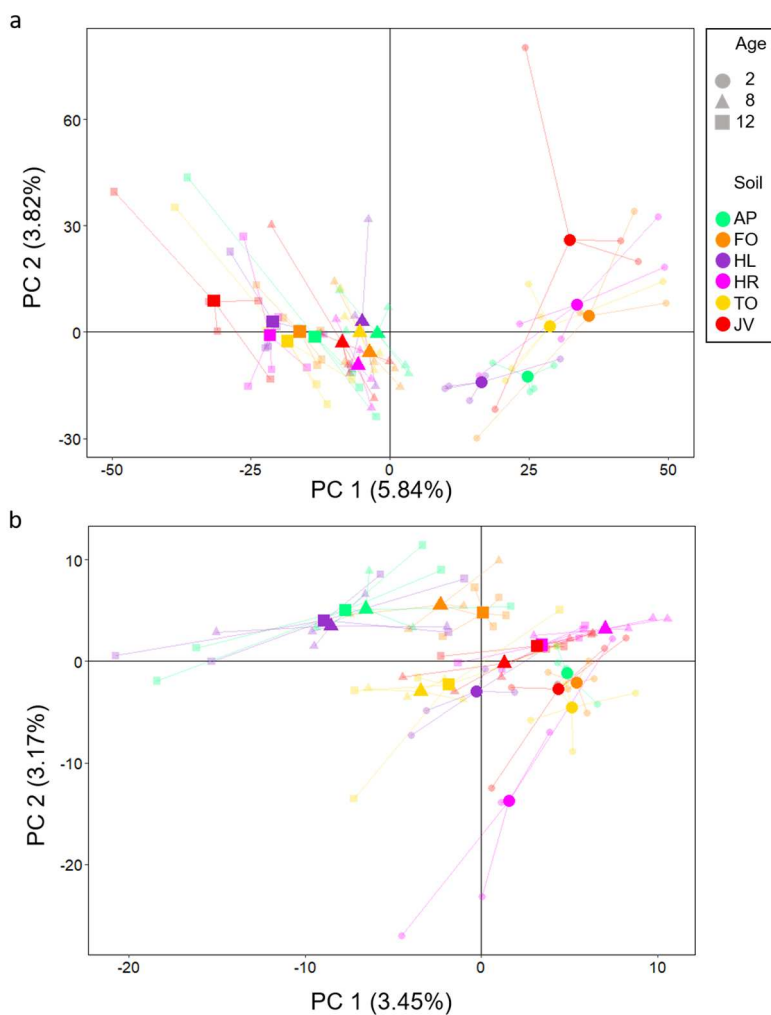 a
60
30
0
-30
PC 2 (3.82%)
-50
-25
0
25
50
PC 1 (5.84%)
Age
2
8
12
Soil
AP
FO
HL
HR
TO
JV
b
10
0
-10
-20
PC 2 (3.17%)
-20
-10
0
10
PC 1 (3.45%)